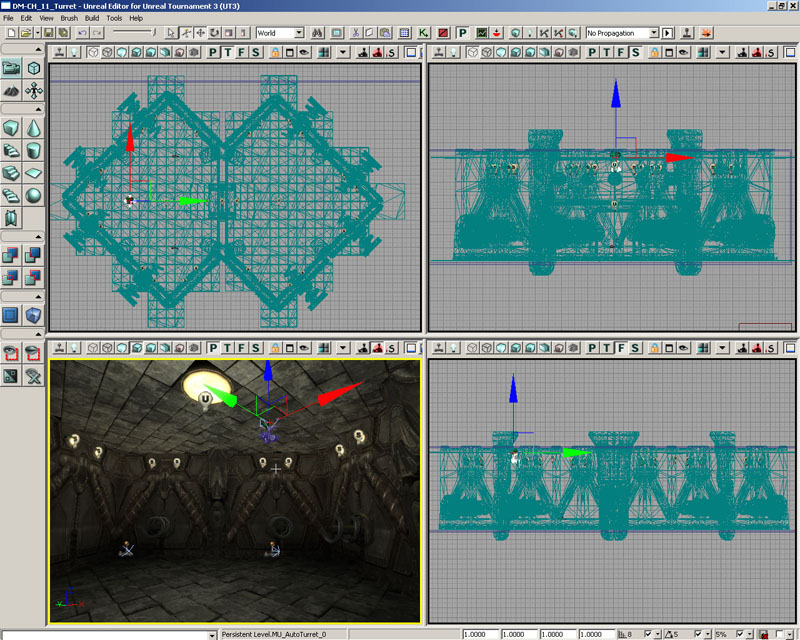 DM-CH_11_Turret - Unreal Editor for Unreal Tournament 3 (UT3)
File Edit View Brush Build Tools Help
World No Propagation
P T F S
P T F S
P T F S
P T F S
Persistent Level.MU_AutoTurret_0 1.0000 1.0000 1.0000 1.0000 8 5 5%